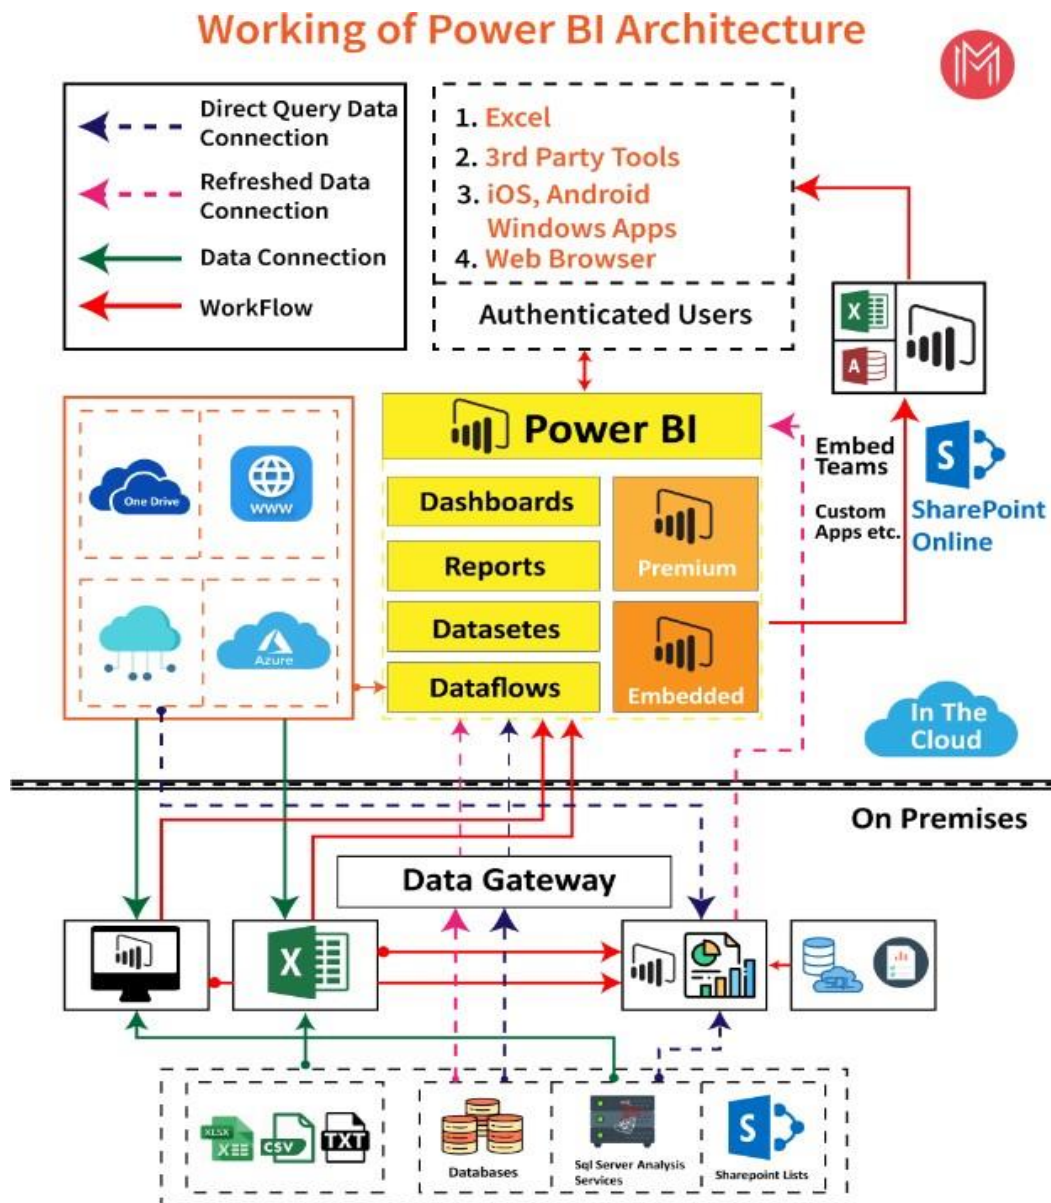 Working of Power BI Architecture
M
Direct Query Data
Connection
Refreshed Data
Connection
Data Connection
WorkFlow
1. Excel
2. 3rd Party Tools
3. iOS, Android
Windows Apps
4. Web Browser
Authenticated Users
X
A
Power BI
Embed
Teams
Custom
Apps etc.
S
SharePoint
Online
One Drive
WWW
Azure
Dashboards
Reports
Datasetes
Dataflows
Premium
Embedded
In The
Cloud
On Premises
Data Gateway
X
SQL
XLSX
X
CSV
TXT
Databases
Sql Server Analysis
Services
S
Sharepoint Lists